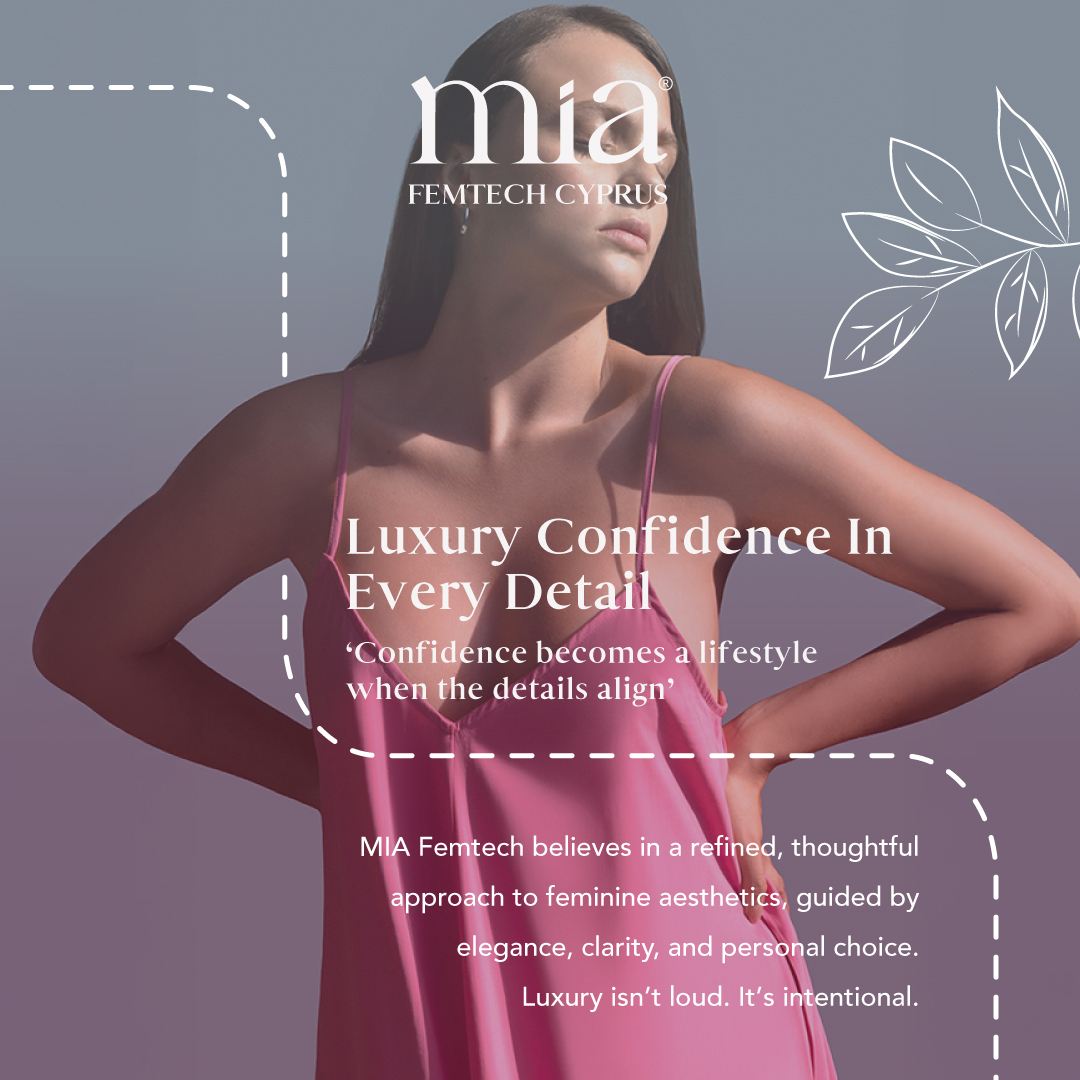 mia®
FEMTECH CYPRUS
Luxury Confidence In
Every Detail
‘Confidence becomes a lifestyle
when the details align’
MIA Femtech believes in a refined, thoughtful
approach to feminine aesthetics, guided by
elegance, clarity, and personal choice.
Luxury isn’t loud. It’s intentional.